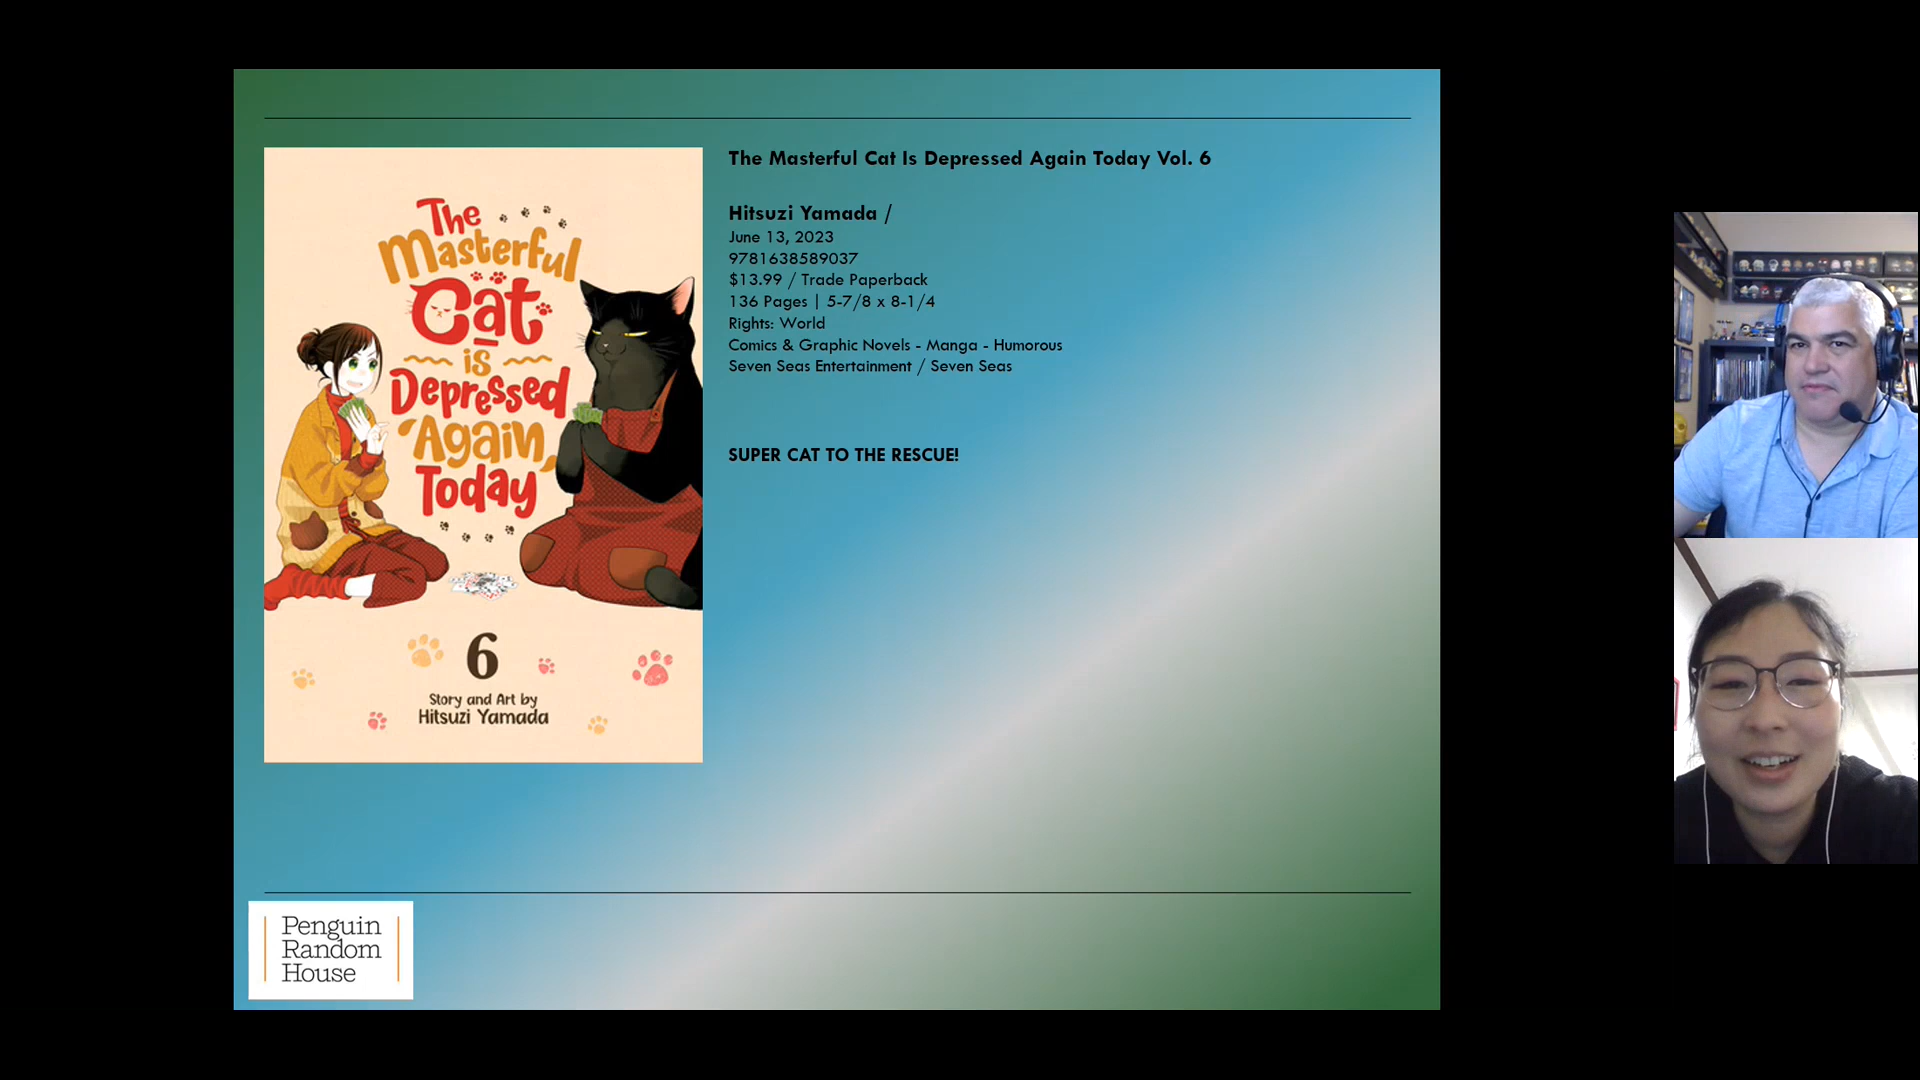 The
Masterful
Cat
is
Depressed
Again
Today
6
Story and Art by
Hitsuzi Yamada
The Masterful Cat Is Depressed Again Today Vol. 6
Hitsuzi Yamada /
June 13, 2023
9781638589037
$13.99 / Trade Paperback
136 Pages | 5-7/8 x 8-1/4
Rights: World
Comics & Graphic Novels - Manga - Humorous
Seven Seas Entertainment / Seven Seas
SUPER CAT TO THE RESCUE!
Penguin
Random
House